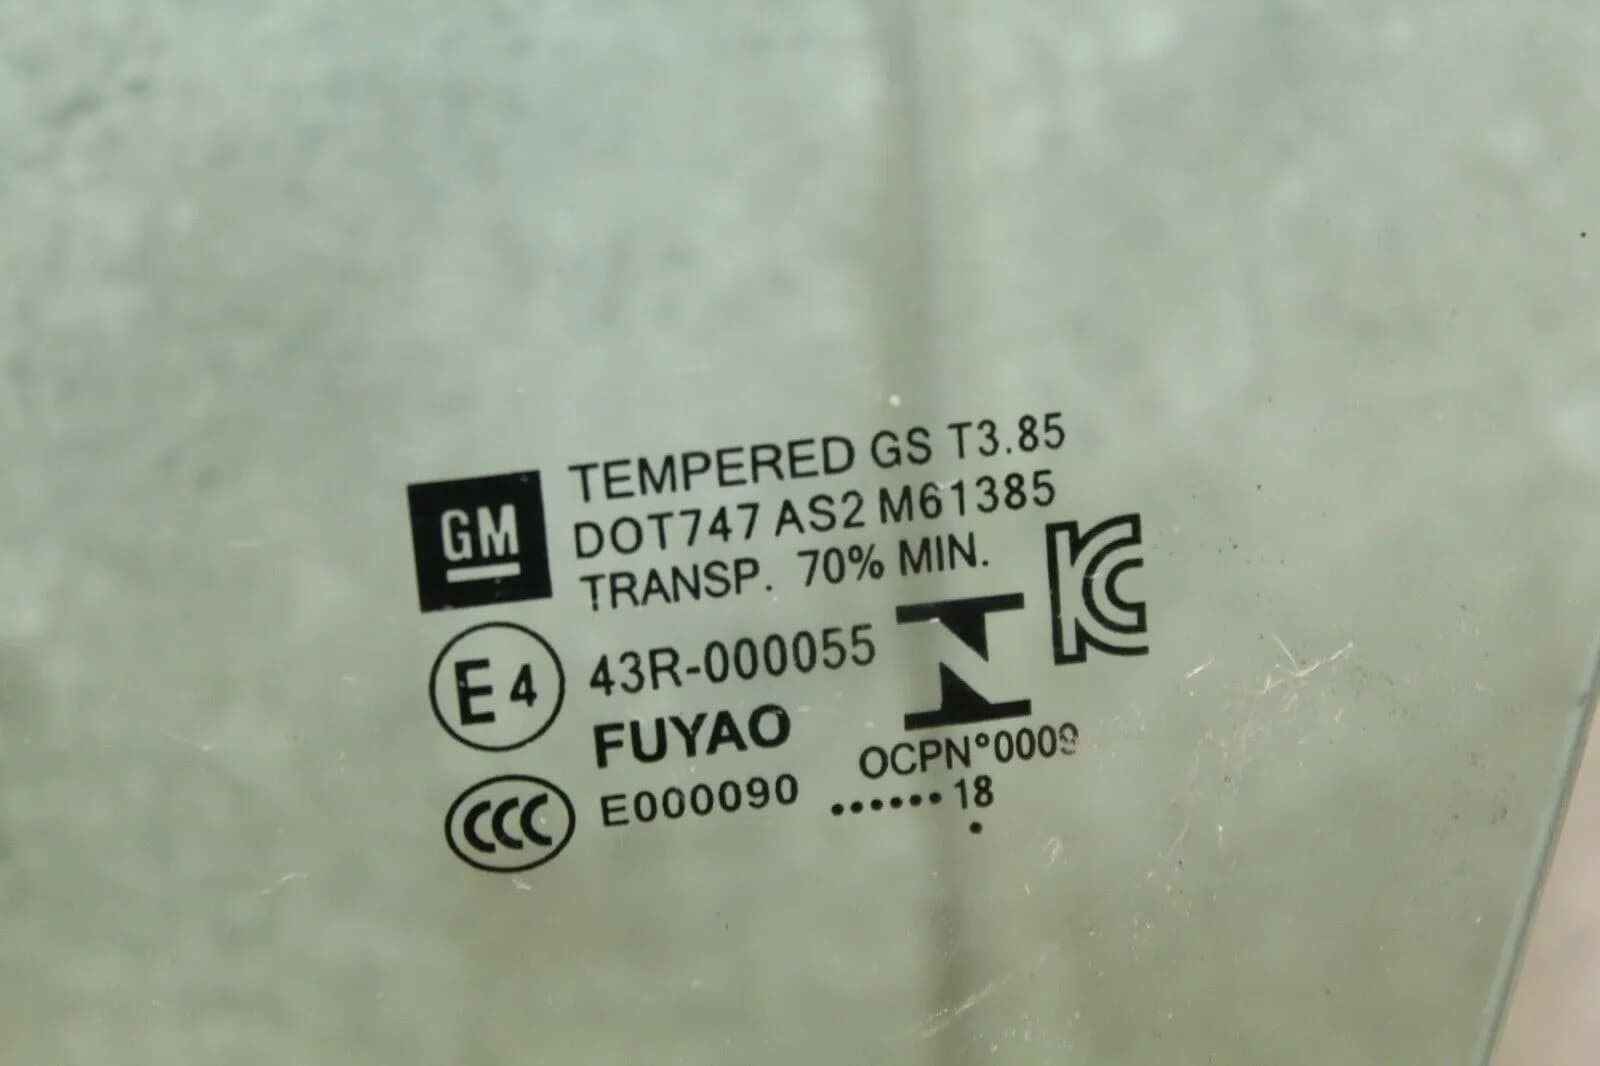 GM
TEMPERED GS T3.85
DOT747 AS2 M61385
TRANSP. 70% MIN.
KC
E4
43R-000055
FUYAO
OCPN°0009
CCC
E000090
••••••18
•